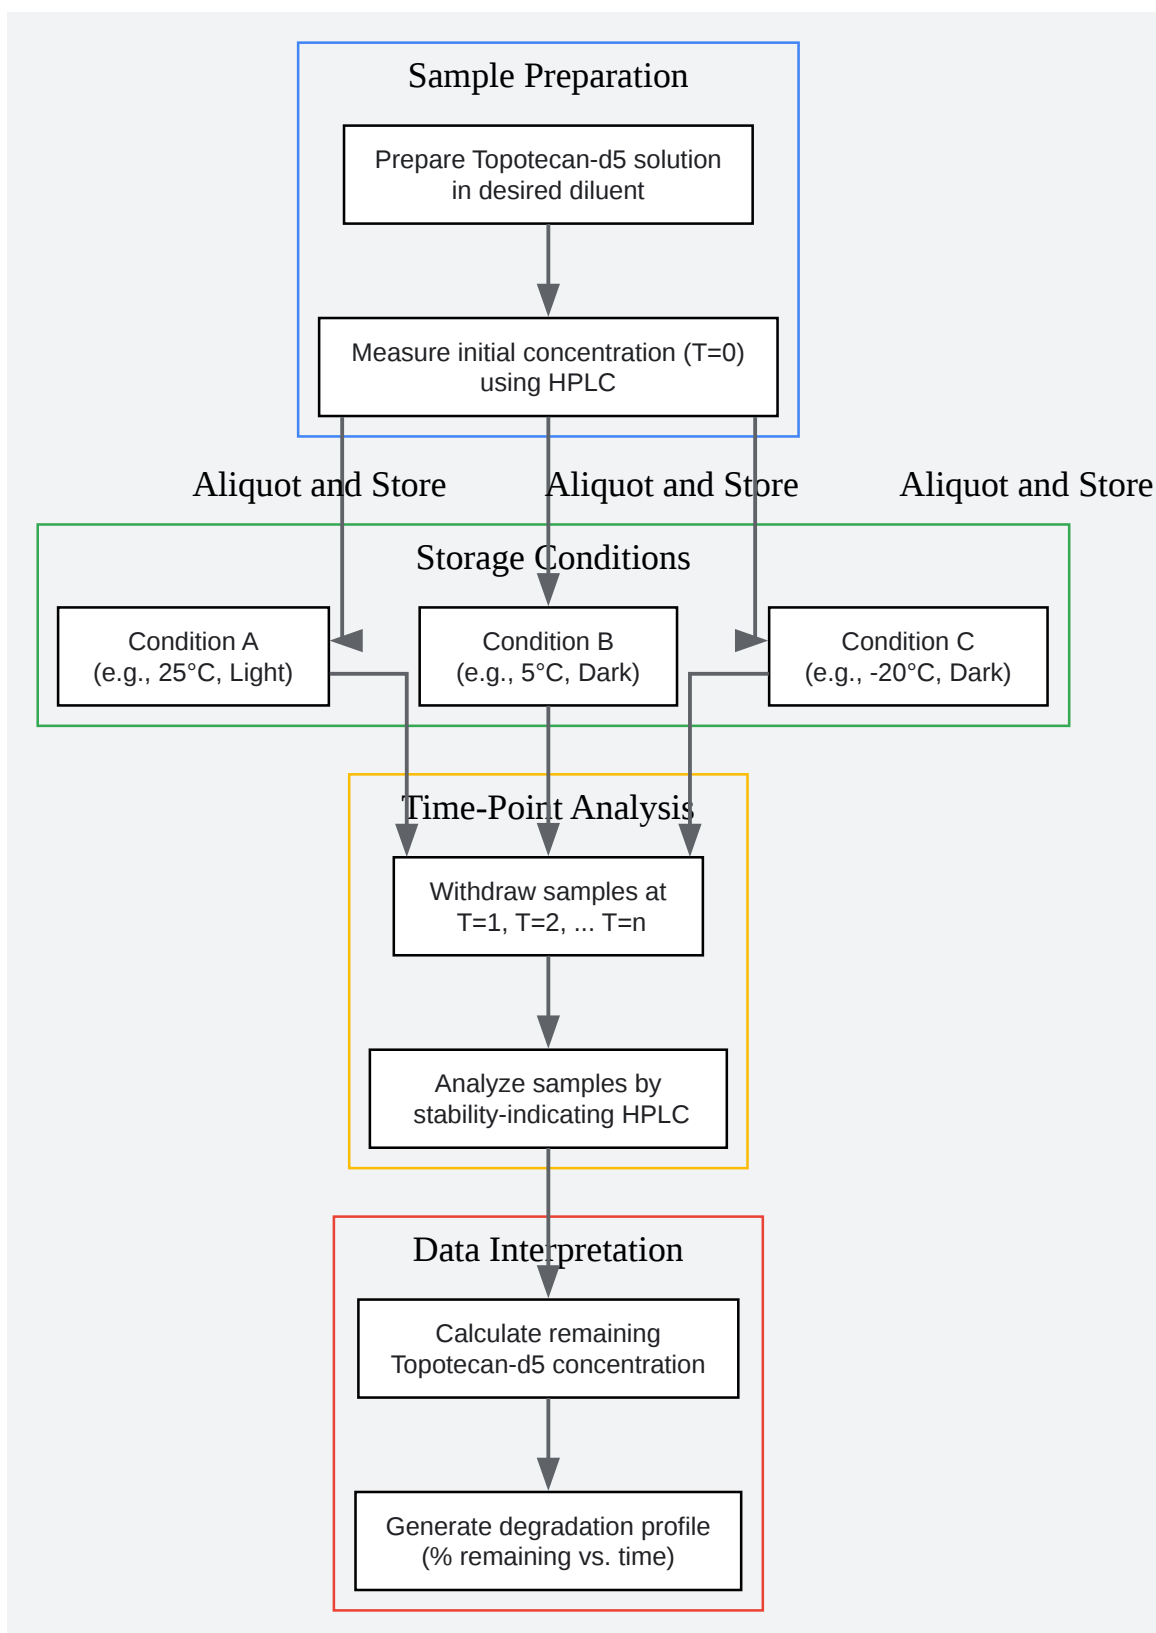 Sample Preparation
Prepare Topotecan-d5 solution
in desired diluent
Measure initial concentration (T=0)
using HPLC
Aliquot and Store
Aliquot and Store
Aliquot and Store
Storage Conditions
Condition A
(e.g., 25°C, Light)
Condition B
(e.g., 5°C, Dark)
Condition C
(e.g., -20°C, Dark)
Time-Point Analysis
Withdraw samples at
T=1, T=2, ... T=n
Analyze samples by
stability-indicating HPLC
Data Interpretation
Calculate remaining
Topotecan-d5 concentration
Generate degradation profile
(% remaining vs. time)